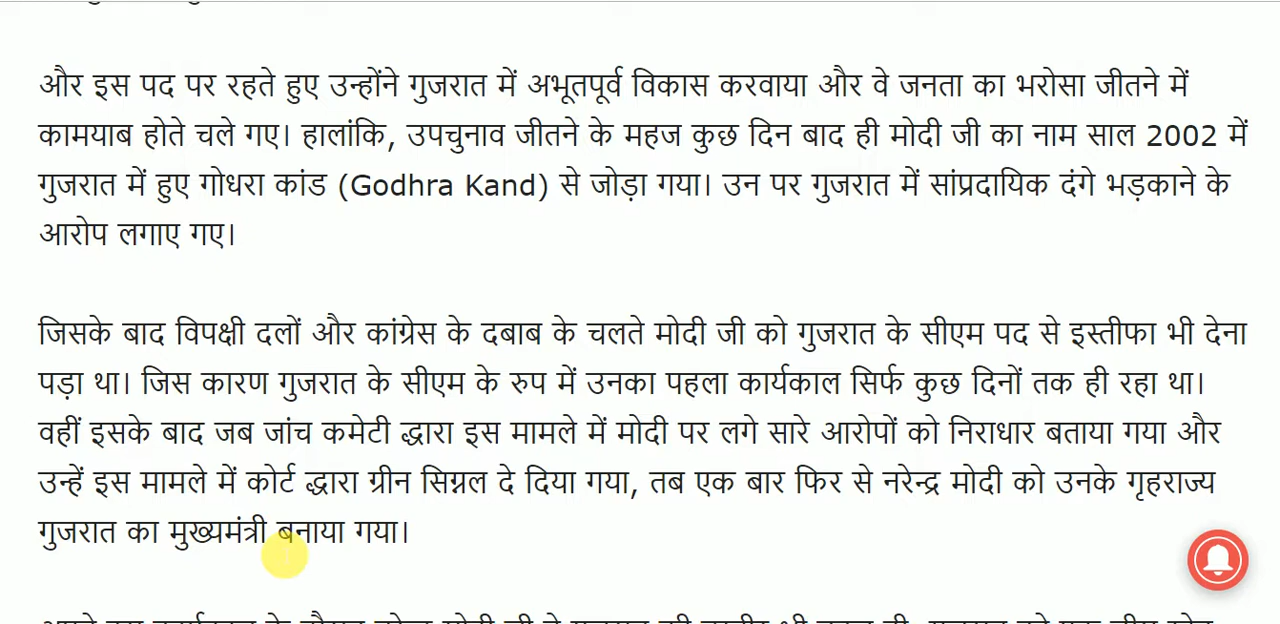 और इस पद पर रहते हुए उन्होंने गुजरात में अभूतपूर्व विकास करवाया और वे जनता का भरोसा जीतने में
कामयाब होते चले गए। हालांकि, उपचुनाव जीतने के महज कुछ दिन बाद ही मोदी जी का नाम साल 2002 में
गुजरात में हुए गोधरा कांड (Godhra Kand) से जोड़ा गया। उन पर गुजरात में सांप्रदायिक दंगे भड़काने के
आरोप लगाए गए।
जिसके बाद विपक्षी दलों और कांग्रेस के दबाब के चलते मोदी जी को गुजरात के सीएम पद से इस्तीफा भी देना
पड़ा था। जिस कारण गुजरात के सीएम के रुप में उनका पहला कार्यकाल सिर्फ कुछ दिनों तक ही रहा था।
वहीं इसके बाद जब जांच कमेटी द्धारा इस मामले में मोदी पर लगे सारे आरोपों को निराधार बताया गया और
उन्हें इस मामले में कोर्ट द्धारा ग्रीन सिग्नल दे दिया गया, तब एक बार फिर से नरेन्द्र मोदी को उनके गृहराज्य
गुजरात का मुख्यमंत्री बनाया गया।